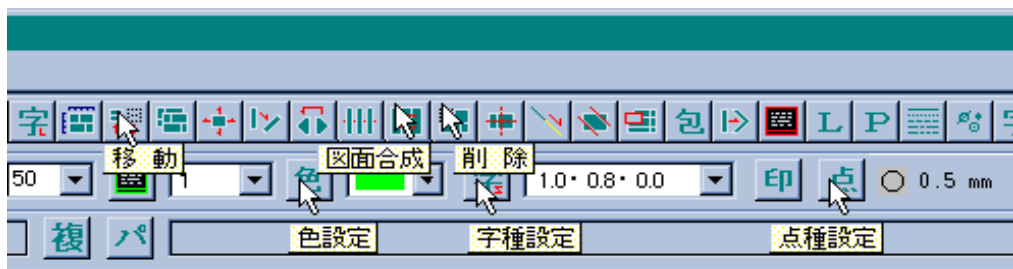 字 包 L P
移 動 図面合成 削 除
50 1 色 字 1.0・ 0.8・ 0.0 印 点 0.5 mm
複 パ 色設定 字種設定 点種設定